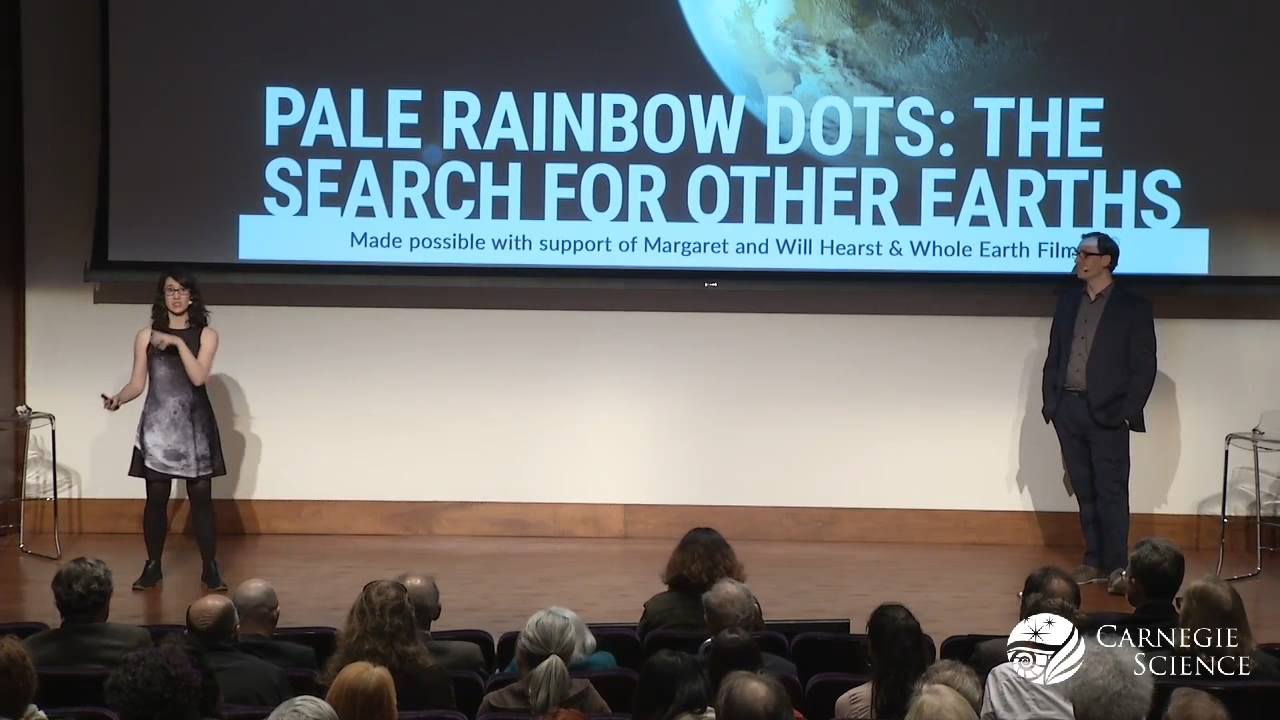 PALE RAINBOW DOTS: THE
SEARCH FOR OTHER EARTHS
Made possible with support of Margaret and Will Hearst & Whole Earth Films
CARNEGIE
SCIENCE